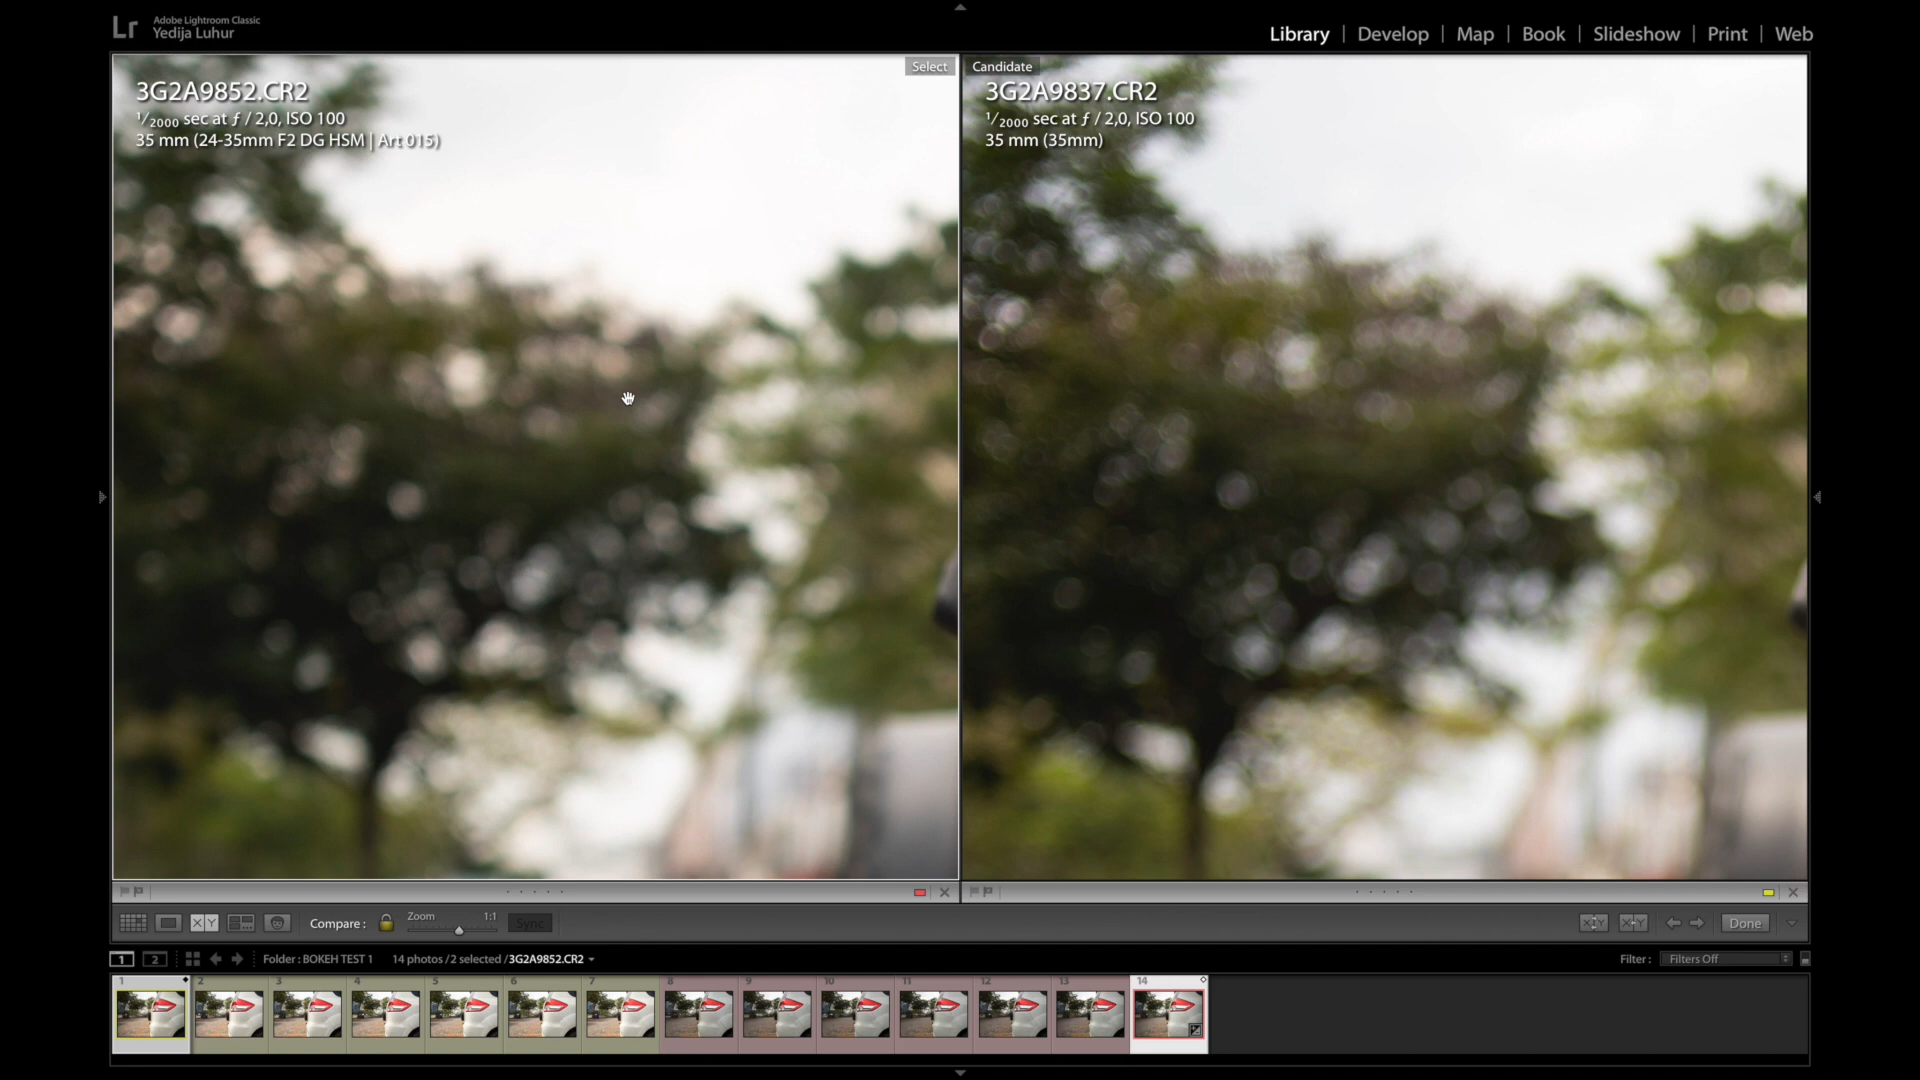 Lr
Adobe Lightroom Classic
Yedija Luhur
Library | Develop | Map | Book | Slideshow | Print | Web
Select
3G2A9852.CR2
1/2000 sec at ƒ / 2,0, ISO 100
35 mm (24-35mm F2 DG HSM | Art 015)
Candidate
3G2A9837.CR2
1/2000 sec at ƒ / 2,0, ISO 100
35 mm (35mm)
X Y
Compare :
Zoom
1:1
Sync
X Y
X Y
Done
1
2
Folder : BOKEH TEST 1
14 photos / 2 selected / 3G2A9852.CR2
Filter :
Filters Off
1
2
3
4
5
6
7
8
9
10
11
12
13
14